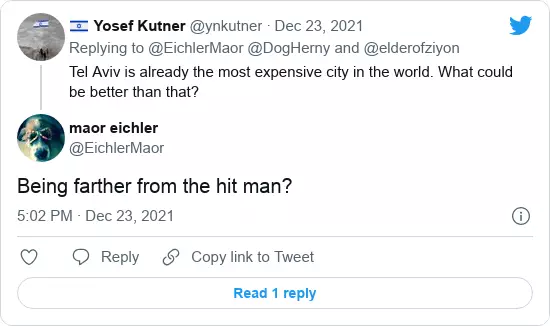 🇮🇱 Yosef Kutner @ynkutner · Dec 23, 2021
Replying to @EichlerMaor @DogHerny and @elderofziyon
Tel Aviv is already the most expensive city in the world. What could
be better than that?
maor eichler
@EichlerMaor
Being farther from the hit man?
5:02 PM · Dec 23, 2021
Reply
Copy link to Tweet
Read 1 reply